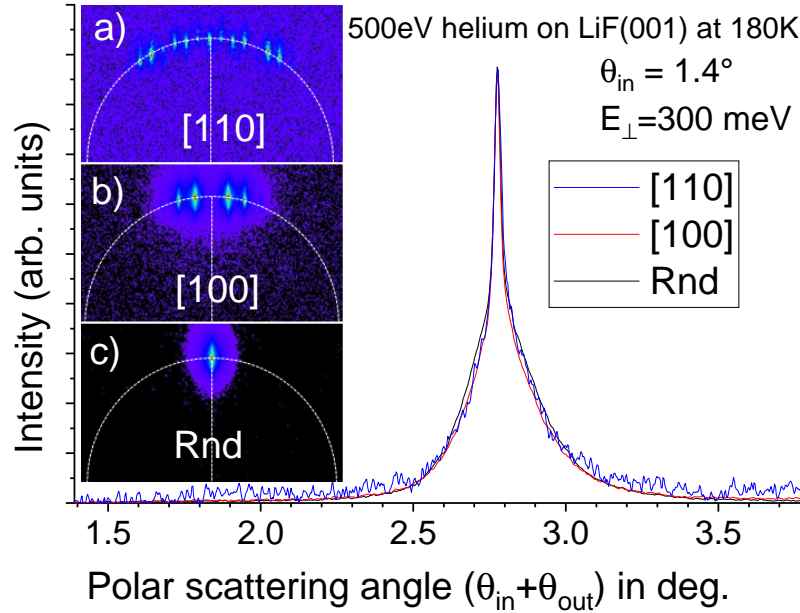 500eV helium on LiF(001) at 180K
θin = 1.4°
E⊥=300 meV
a)
[110]
b)
[100]
c)
Rnd
[110]
[100]
Rnd
Intensity (arb. units)
1.5 2.0 2.5 3.0 3.5
Polar scattering angle (θin+θout) in deg.